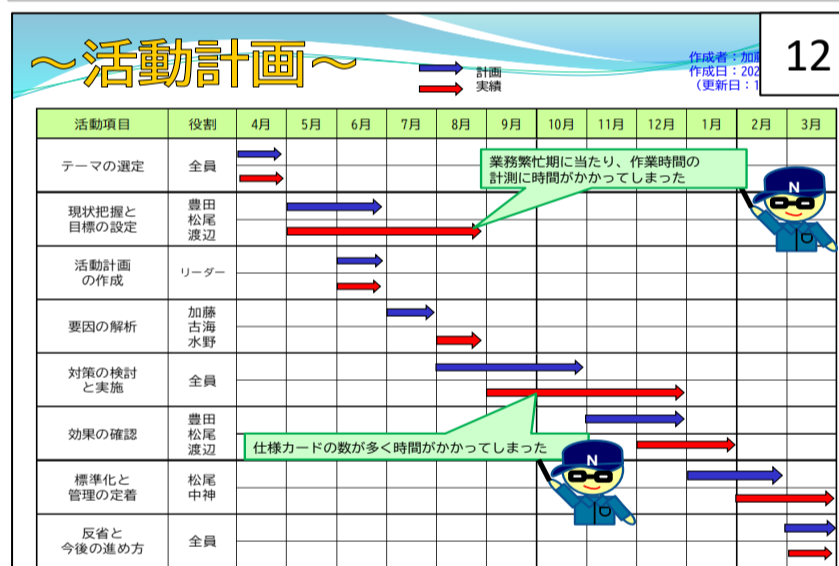 ～活動計画～
計画
実績
作成者：加藤
作成日：202
（更新日：1
12
活動項目 役割 4月 5月 6月 7月 8月 9月 10月 11月 12月 1月 2月 3月
テーマの選定 全員
業務繁忙期に当たり、作業時間の
計測に時間がかかってしまった
N
現状把握と
目標の設定
豊田
松尾
渡辺
活動計画
の作成
リーダー
要因の解析
加藤
古海
水野
対策の検討
と実施
全員
効果の確認
豊田
松尾
渡辺
仕様カードの数が多く時間がかかってしまった
N
標準化と
管理の定着
松尾
中神
反省と
今後の進め方
全員